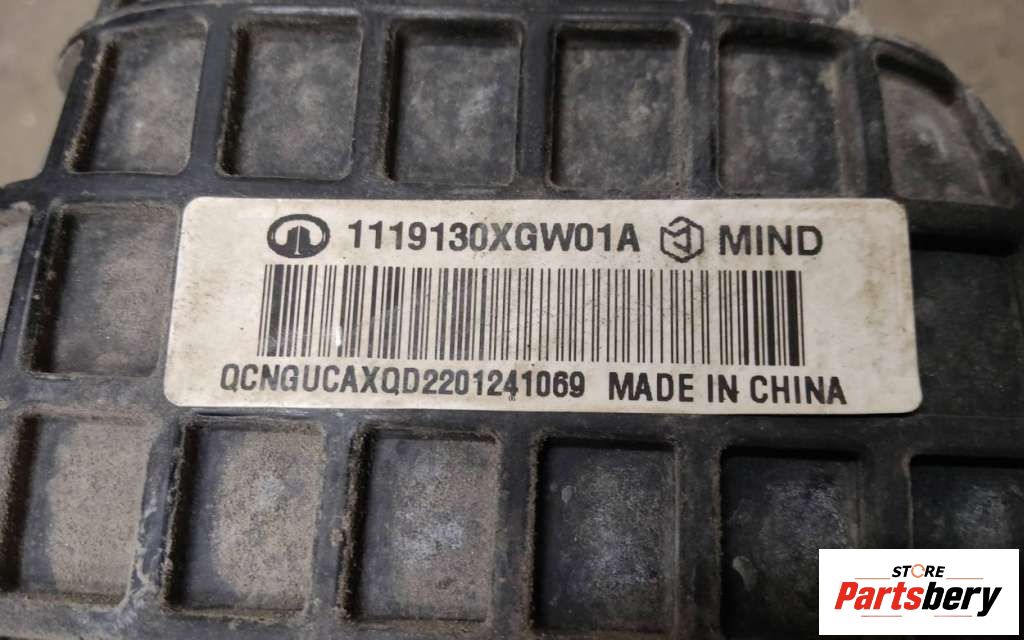 1119130XGW01A MIND
QCNGUCAXQD2201241069 MADE IN CHINA
STORE
Partsbery